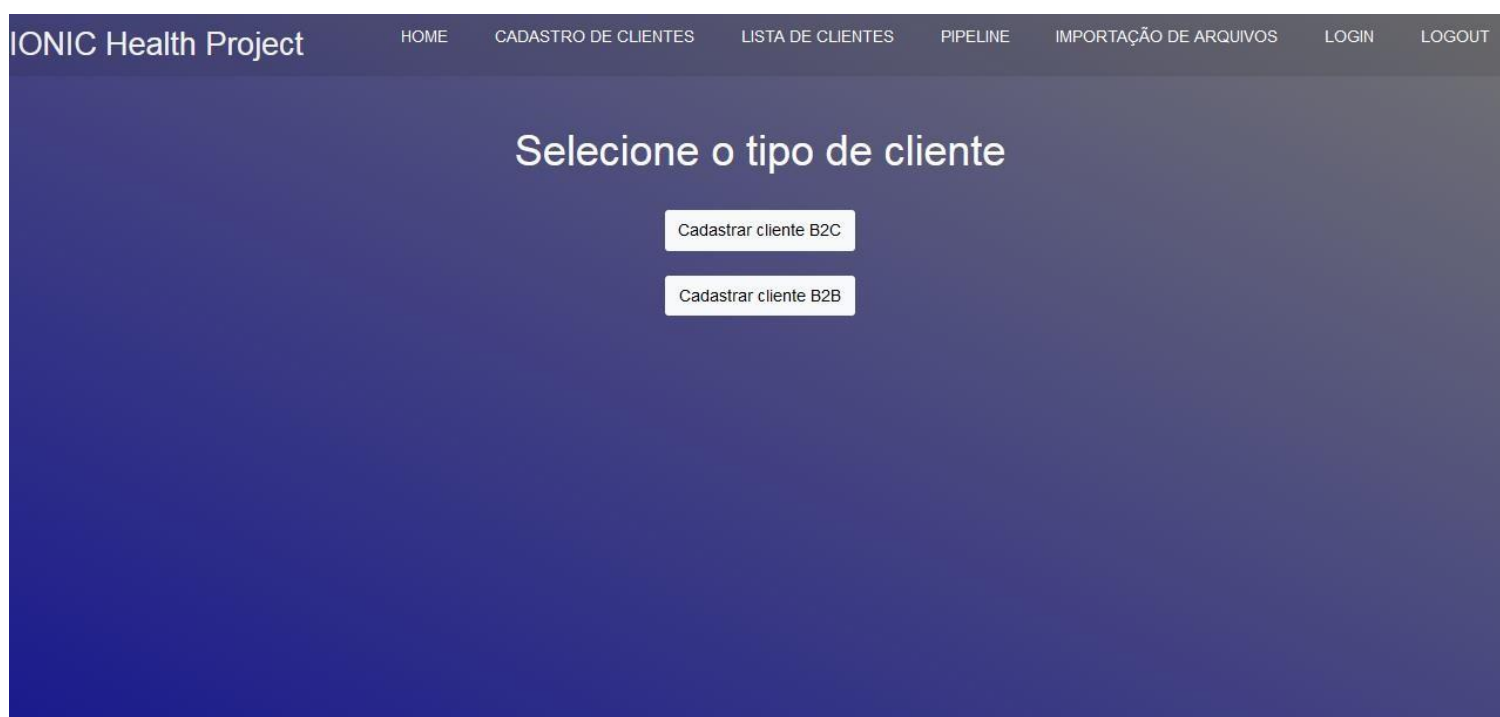 IONIC Health Project HOME CADASTRO DE CLIENTES LISTA DE CLIENTES PIPELINE IMPORTAÇÃO DE ARQUIVOS LOGIN LOGOUT
Selecione o tipo de cliente
Cadastrar cliente B2C
Cadastrar cliente B2B